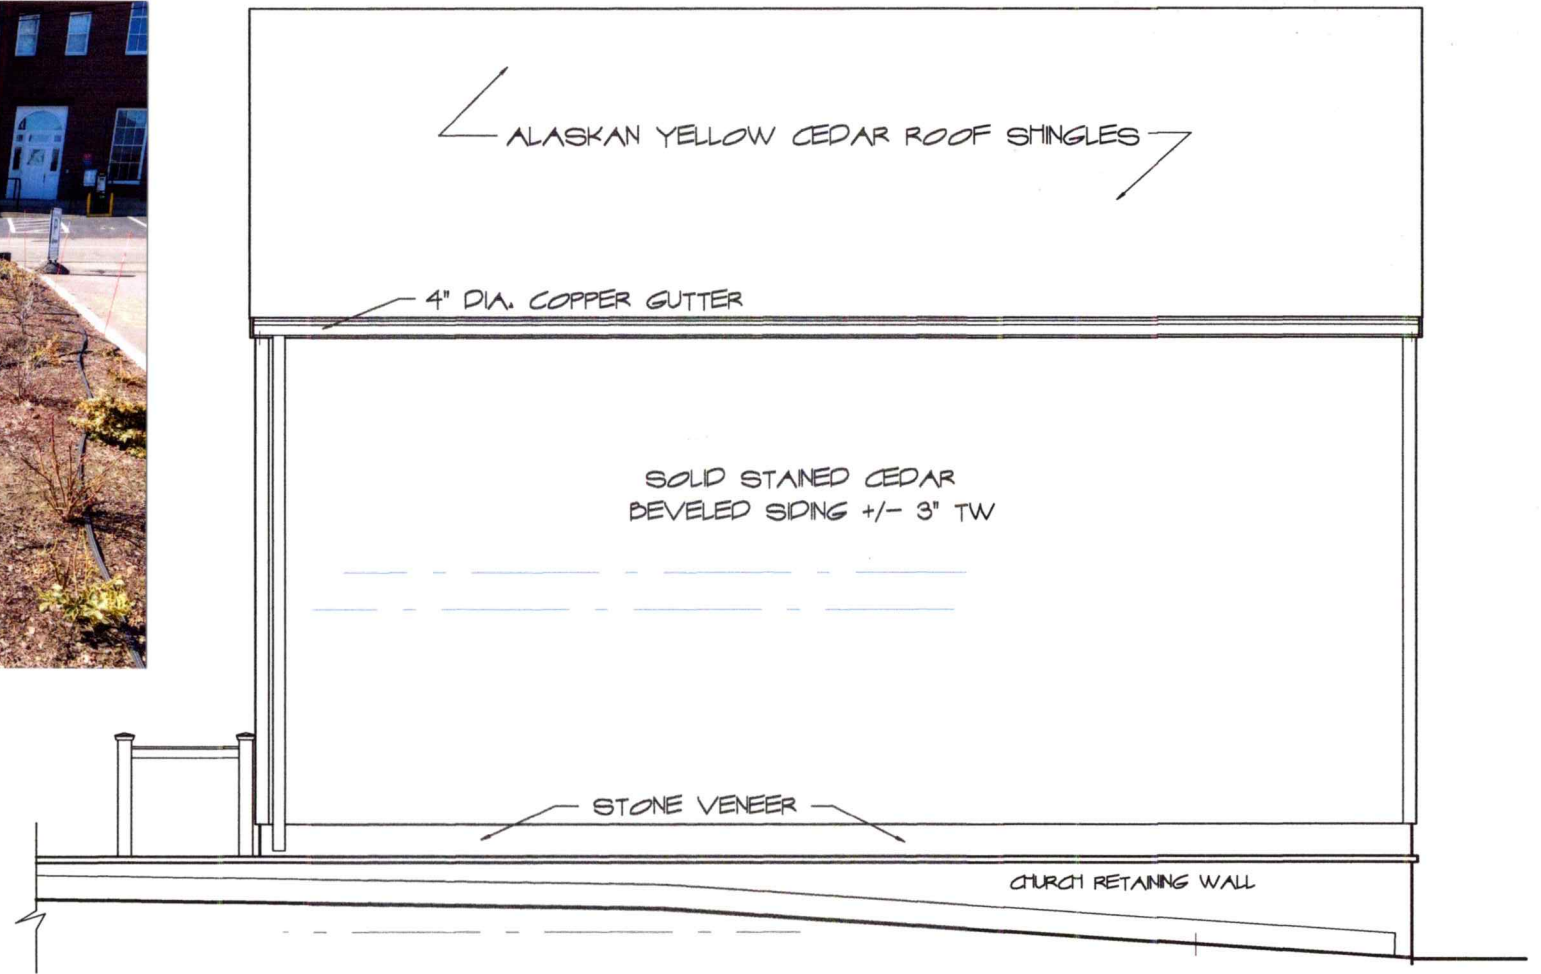 ALASKAN YELLOW CEDAR ROOF SHINGLES
4" DIA. COPPER GUTTER
SOLID STAINED CEDAR
BEVELED SIDING +/- 3" TW
STONE VENEER
CHURCH RETAINING WALL